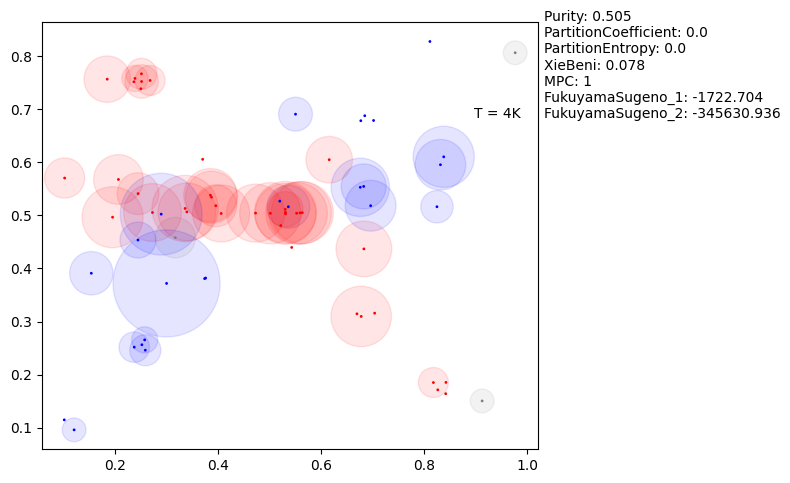 Purity: 0.505
PartitionCoefficient: 0.0
PartitionEntropy: 0.0
XieBeni: 0.078
MPC: 1
FukuyamaSugeno_1: -1722.704
FukuyamaSugeno_2: -345630.936
T = 4K
0.8
0.7
0.6
0.5
0.4
0.3
0.2
0.1
0.2
0.4
0.6
0.8
1.0